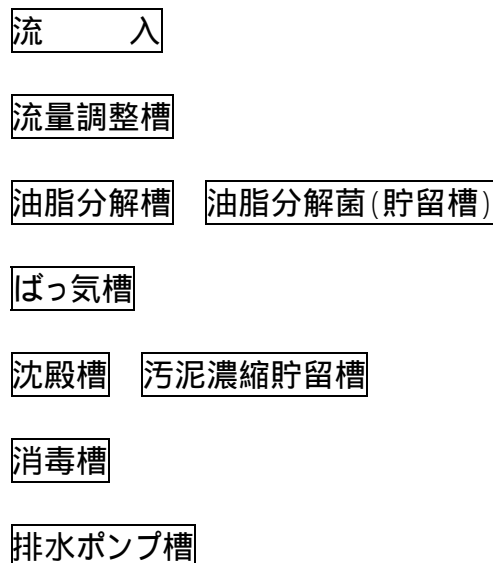 流　　　入
流量調整槽
油脂分解槽　油脂分解菌(貯留槽)
ばっ気槽
沈殿槽　汚泥濃縮貯留槽
消毒槽
排水ポンプ槽